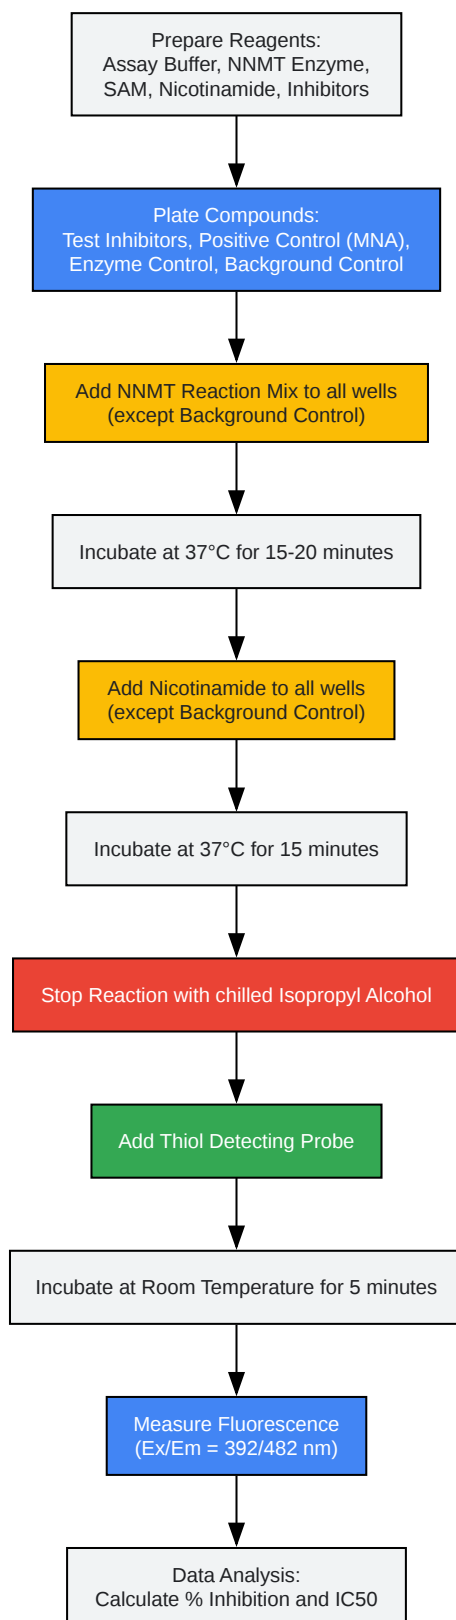 Prepare Reagents:
Assay Buffer, NNMT Enzyme,
SAM, Nicotinamide, Inhibitors
Plate Compounds:
Test Inhibitors, Positive Control (MNA),
Enzyme Control, Background Control
Add NNMT Reaction Mix to all wells
(except Background Control)
Incubate at 37°C for 15-20 minutes
Add Nicotinamide to all wells
(except Background Control)
Incubate at 37°C for 15 minutes
Stop Reaction with chilled Isopropyl Alcohol
Add Thiol Detecting Probe
Incubate at Room Temperature for 5 minutes
Measure Fluorescence
(Ex/Em = 392/482 nm)
Data Analysis:
Calculate % Inhibition and IC50